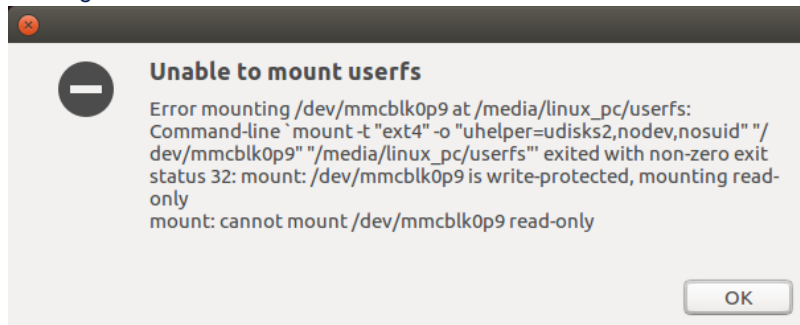 Unable to mount userfs
Error mounting /dev/mmcblk0p9 at /media/linux_pc/userfs:
Command-line `mount -t "ext4" -o "uhelper=udisks2,nodev,nosuid" "/
dev/mmcblk0p9" "/media/linux_pc/userfs"' exited with non-zero exit
status 32: mount: /dev/mmcblk0p9 is write-protected, mounting read-
only
mount: cannot mount /dev/mmcblk0p9 read-only
OK